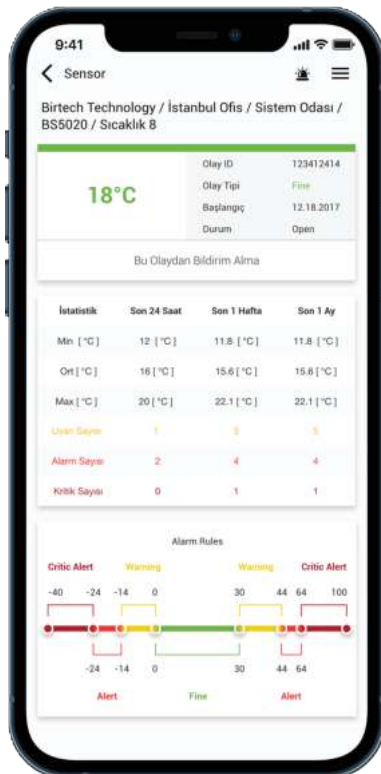 9:41
Sensor
Birtech Technology / İstanbul Ofis / Sistem Odası /
BS5020 / Sıcaklık 8
18°C
Olay ID 123412414
Olay Tipi Fine
Başlangıç 12.18.2017
Durum Open
Bu Olaydan Bildirim Alma
İstatistik Son 24 Saat Son 1 Hafta Son 1 Ay
Min [°C] 12 [°C] 11.8 [°C] 11.8 [°C]
Ort [°C] 16 [°C] 15.6 [°C] 15.6 [°C]
Max [°C] 20 [°C] 22.1 [°C] 22.1 [°C]
Uyarı Sayısı 1 5 5
Alarm Sayısı 2 4 4
Kritik Sayısı 0 1 1
Alarm Rules
Critic Alert Warning Warning Critic Alert
-40 -24 -14 0 30 44 64 100
-24 -14 0 30 44 64
Alert Fine Alert